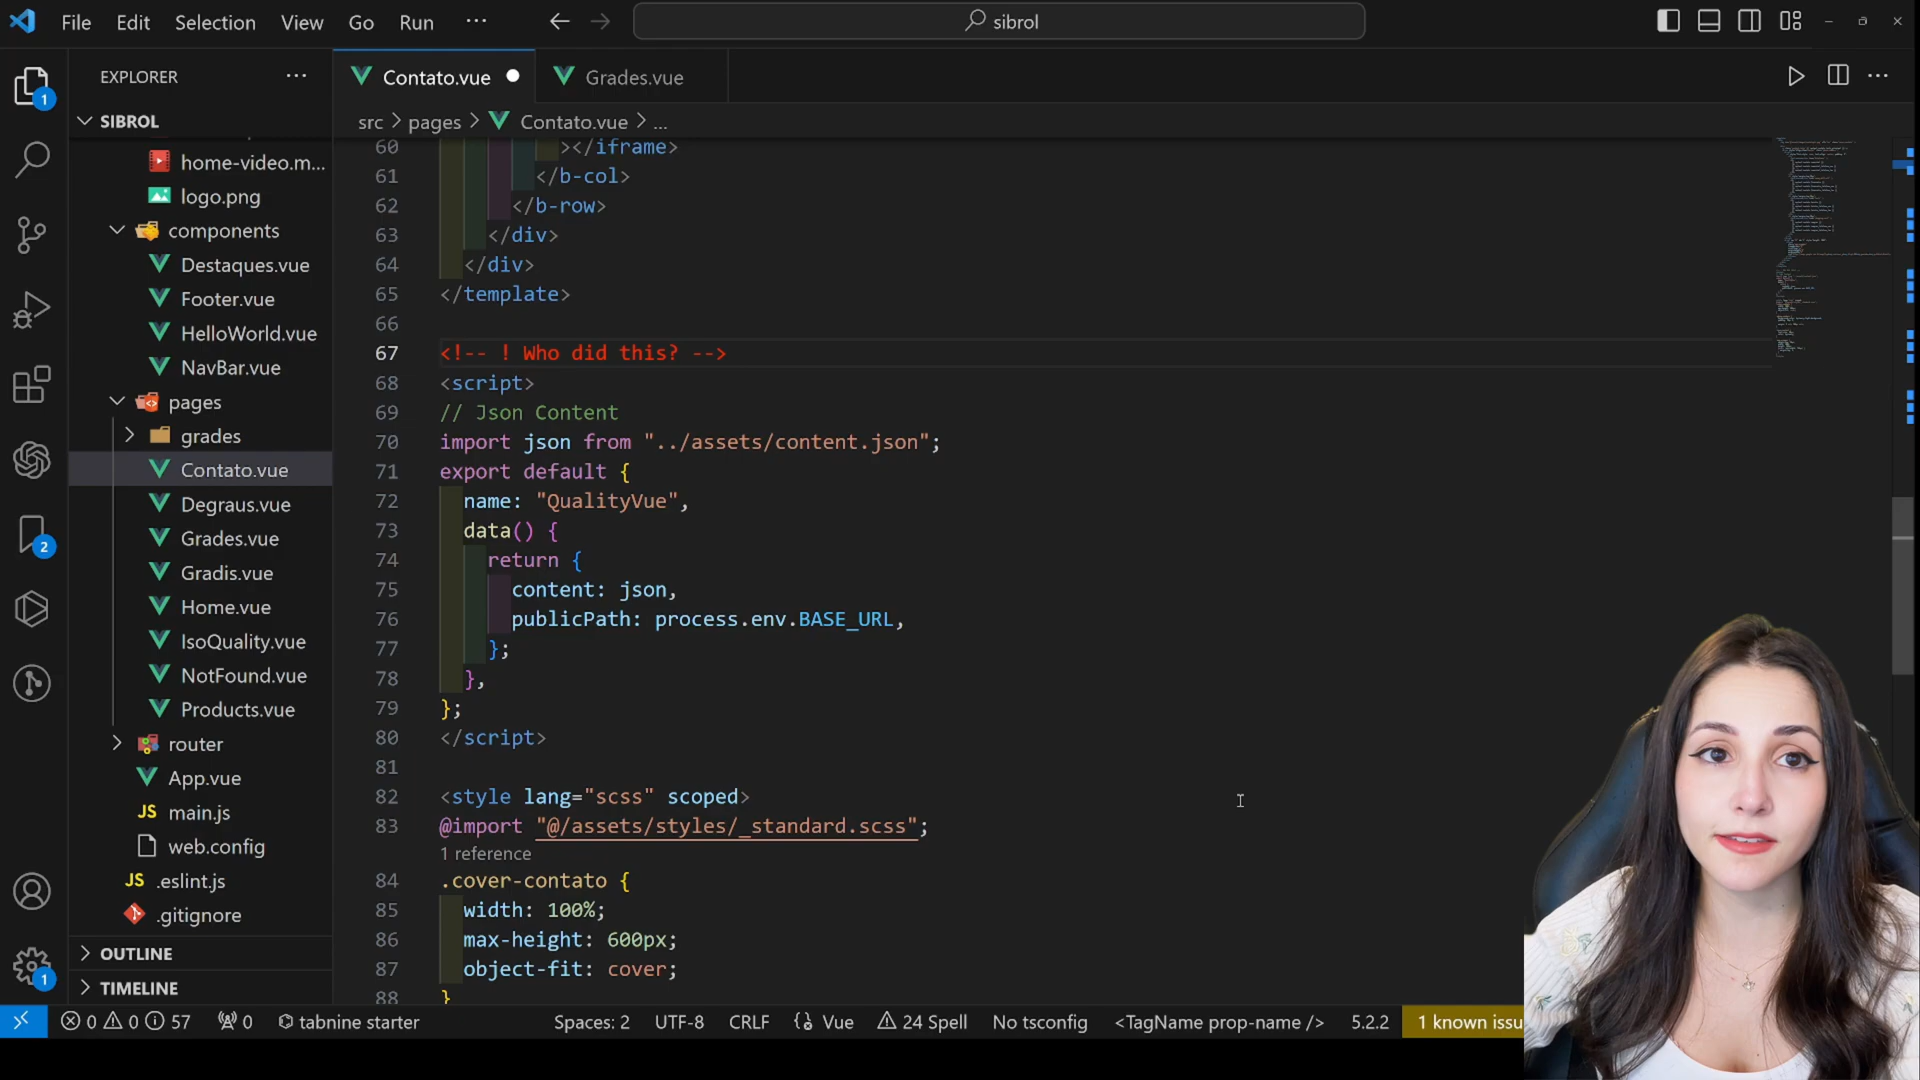 File Edit Selection View Go Run ··· sibrol
EXPLORER ···
SIBROL
home-video.m...
logo.png
components
Destaques.vue
Footer.vue
HelloWorld.vue
NavBar.vue
pages
grades
Contato.vue
Degraus.vue
Grades.vue
Gradis.vue
Home.vue
IsoQuality.vue
NotFound.vue
Products.vue
router
App.vue
JS main.js
web.config
JS .eslint.js
.gitignore
OUTLINE
TIMELINE
1
2
1
Contato.vue Grades.vue
src > pages > Contato.vue > ...
60 ></iframe>
61 </b-col>
62 </b-row>
63 </div>
64 </div>
65 </template>
66
67 <!-- ! Who did this? -->
68 <script>
69 // Json Content
70 import json from "../assets/content.json";
71 export default {
72 name: "QualityVue",
73 data() {
74 return {
75 content: json,
76 publicPath: process.env.BASE_URL,
77 };
78 },
79 };
80 </script>
81
82 <style lang="scss" scoped>
83 @import "@/assets/styles/_standard.scss";
1 reference
84 .cover-contato {
85 width: 100%;
86 max-height: 600px;
87 object-fit: cover;
88 }
0 0 57 0 tabnine starter Spaces: 2 UTF-8 CRLF {} Vue 24 Spell No tsconfig <TagName prop-name /> 5.2.2 1 known issu